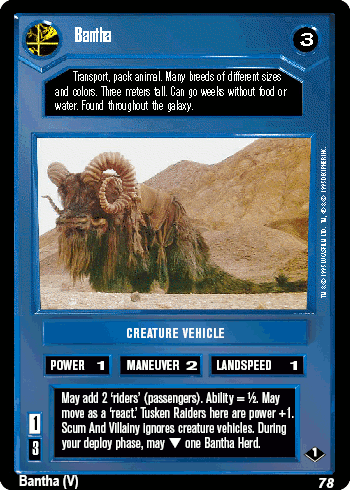 Bantha
3
Transport, pack animal. Many breeds of different sizes
and colors. Three meters tall. Can go weeks without food or
water. Found throughout the galaxy.
CREATURE VEHICLE
POWER 1 MANEUVER 2 LANDSPEED 1
May add 2 'riders' (passengers). Ability = ½. May
move as a 'react.' Tusken Raiders here are power +1.
Scum And Villainy ignores creature vehicles. During
your deploy phase, may ▼ one Bantha Herd.
1
3
1
Bantha (V) 78